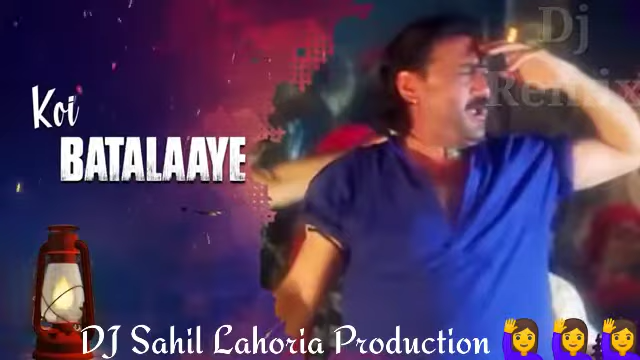 Dj
Remix
Koi
BATALAAYE
DJ Sahil Lahoria Production 🙋‍♀️🙋‍♀️🙋‍♀️